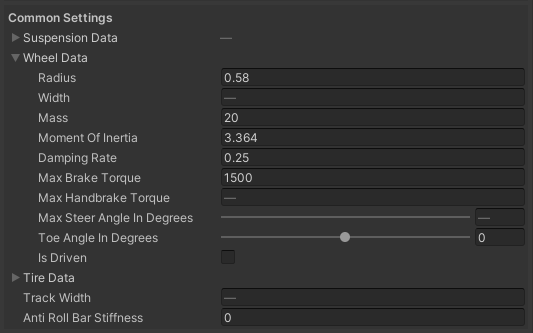 Common Settings
Suspension Data —
Wheel Data
Radius 0.58
Width —
Mass 20
Moment Of Inertia 3.364
Damping Rate 0.25
Max Brake Torque 1500
Max Handbrake Torque —
Max Steer Angle In Degrees —
Toe Angle In Degrees 0
Is Driven
Tire Data
Track Width —
Anti Roll Bar Stiffness 0